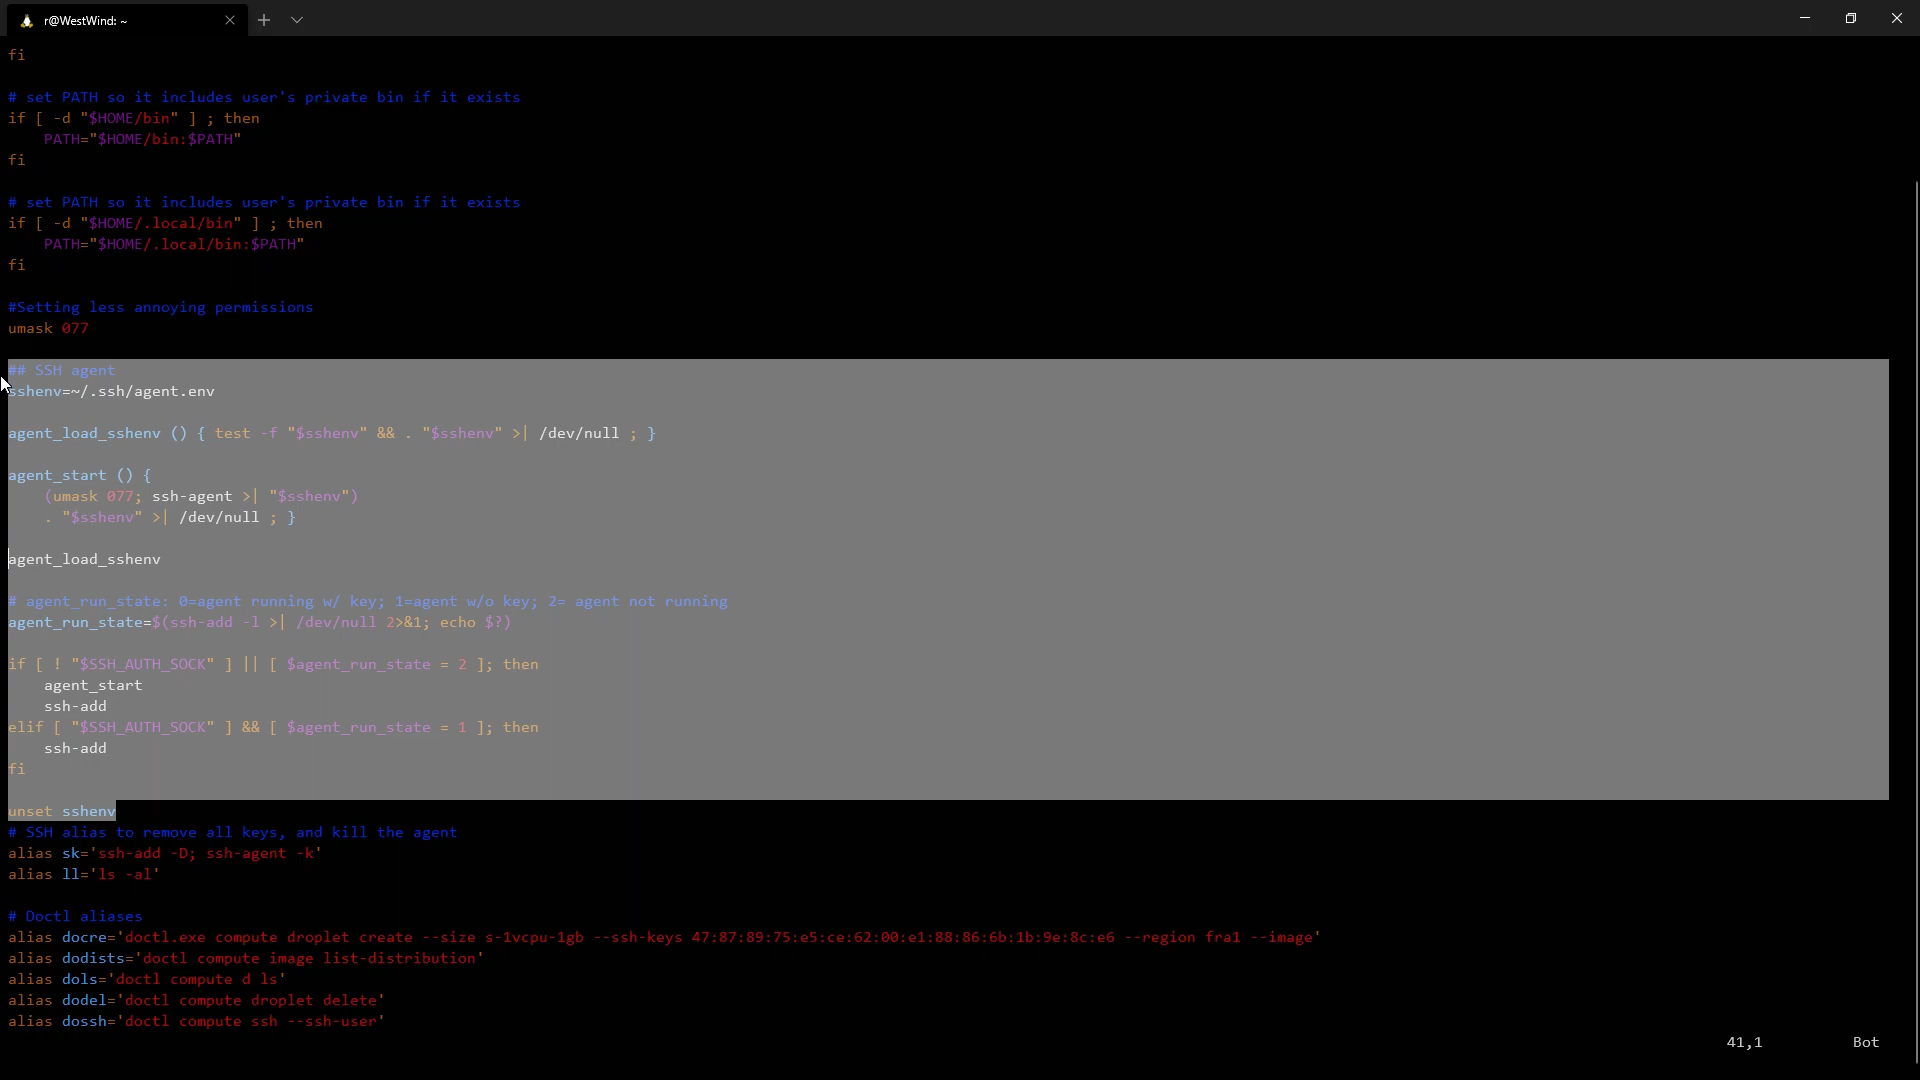 r@WestWind: ~
fi
# set PATH so it includes user's private bin if it exists
if [ -d "$HOME/bin" ] ; then
    PATH="$HOME/bin:$PATH"
fi
# set PATH so it includes user's private bin if it exists
if [ -d "$HOME/.local/bin" ] ; then
    PATH="$HOME/.local/bin:$PATH"
fi
#Setting less annoying permissions
umask 077
## SSH agent
sshenv=~/.ssh/agent.env
agent_load_sshenv () { test -f "$sshenv" && . "$sshenv" >| /dev/null ; }
agent_start () {
    (umask 077; ssh-agent >| "$sshenv")
    . "$sshenv" >| /dev/null ; }
agent_load_sshenv
# agent_run_state: 0=agent running w/ key; 1=agent w/o key; 2= agent not running
agent_run_state=$(ssh-add -l >| /dev/null 2>&1; echo $?)
if [ ! "$SSH_AUTH_SOCK" ] || [ $agent_run_state = 2 ]; then
    agent_start
    ssh-add
elif [ "$SSH_AUTH_SOCK" ] && [ $agent_run_state = 1 ]; then
    ssh-add
fi
unset sshenv
# SSH alias to remove all keys, and kill the agent
alias sk='ssh-add -D; ssh-agent -k'
alias ll='ls -al'
# Doctl aliases
alias docre='doctl.exe compute droplet create --size s-1vcpu-1gb --ssh-keys 47:87:89:75:e5:ce:62:00:e1:88:86:6b:1b:9e:8c:e6 --region fra1 --image'
alias dodists='doctl compute image list-distribution'
alias dols='doctl compute d ls'
alias dodel='doctl compute droplet delete'
alias dossh='doctl compute ssh --ssh-user'
41,1 Bot